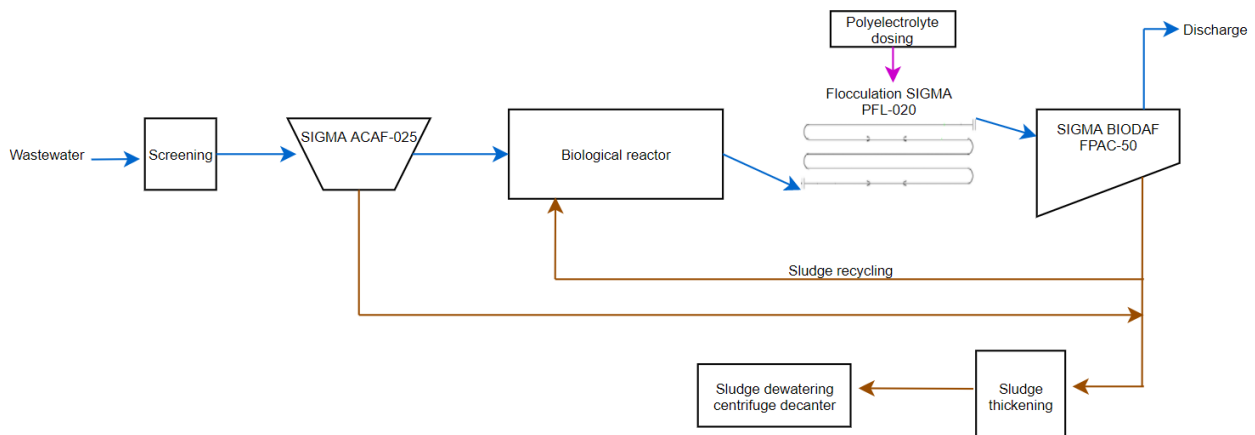 Polyelectrolyte
dosing
Discharge
Flocculation SIGMA
PFL-020
Wastewater
Screening
SIGMA ACAF-025
Biological reactor
SIGMA BIODAF
FPAC-50
Sludge recycling
Sludge dewatering
centrifuge decanter
Sludge
thickening